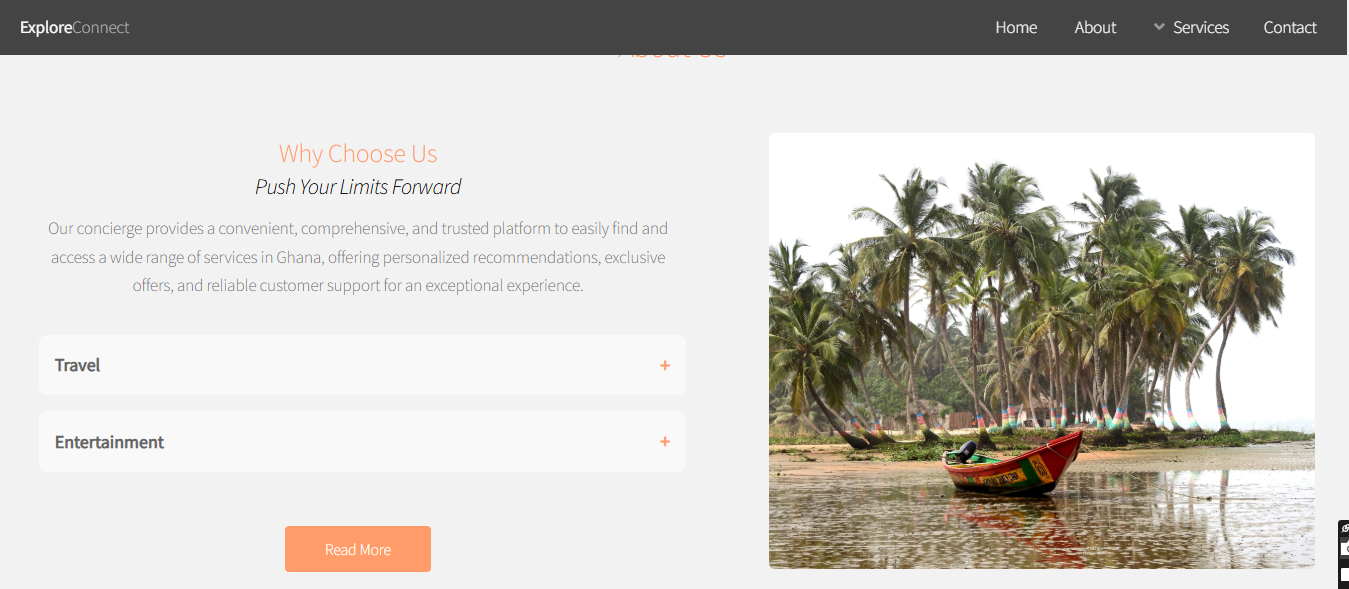 ExploreConnect
Home About Services Contact
About Us
Why Choose Us
Push Your Limits Forward
Our concierge provides a convenient, comprehensive, and trusted platform to easily find and
access a wide range of services in Ghana, offering personalized recommendations, exclusive
offers, and reliable customer support for an exceptional experience.
Travel +
Entertainment +
Read More